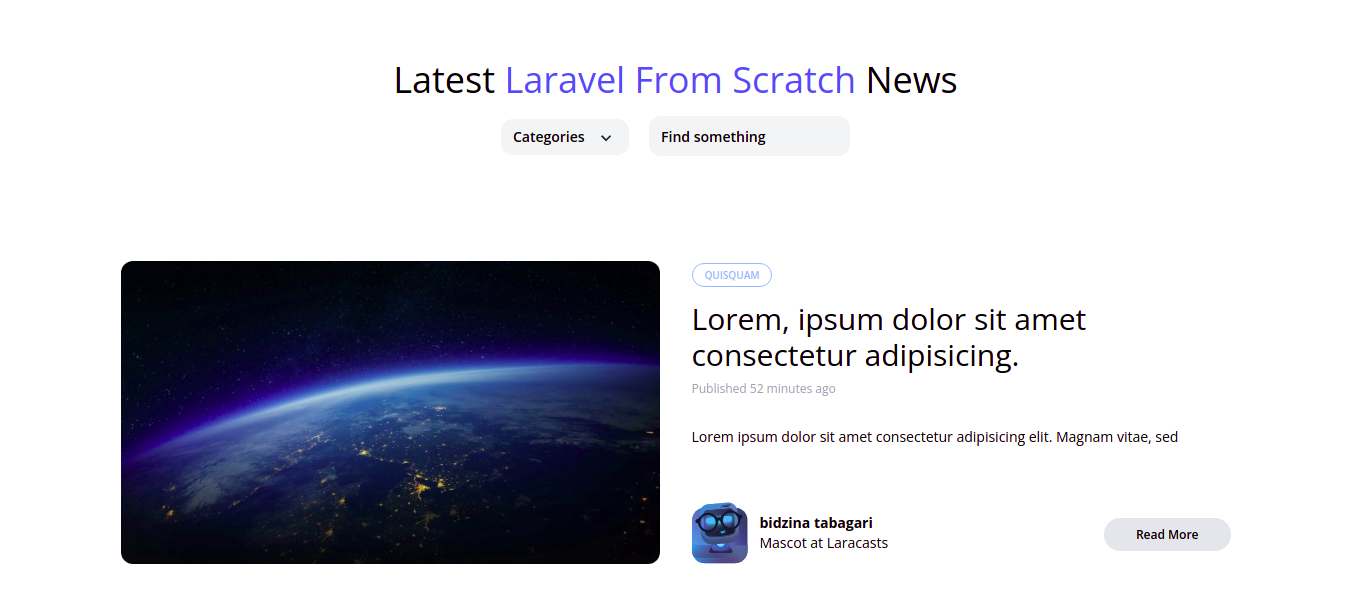 Latest Laravel From Scratch News
Categories
Find something
QUISQUAM
Lorem, ipsum dolor sit amet
consectetur adipisicing.
Published 52 minutes ago
Lorem ipsum dolor sit amet consectetur adipisicing elit. Magnam vitae, sed
bidzina tabagari
Mascot at Laracasts
Read More